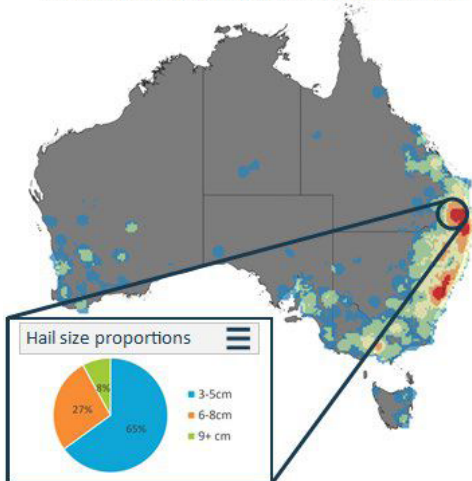 Hail size proportions
8%
27%
65%
3-5cm
6-8cm
9+ cm